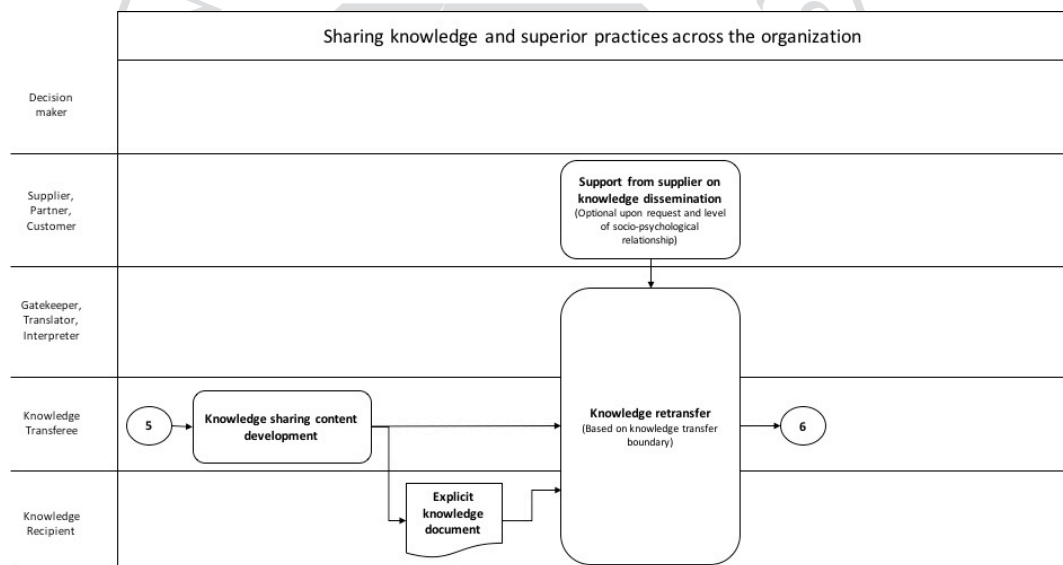 Sharing knowledge and superior practices across the organization
Decision
maker
Supplier,
Partner,
Customer
Support from supplier on
knowledge dissemination
(Optional upon request and level
of socio-psychological
relationship)
Gatekeeper,
Translator,
Interpreter
Knowledge
Transferee
5
Knowledge sharing content
development
Knowledge retransfer
(Based on knowledge transfer
boundary)
6
Knowledge
Recipient
Explicit
knowledge
document